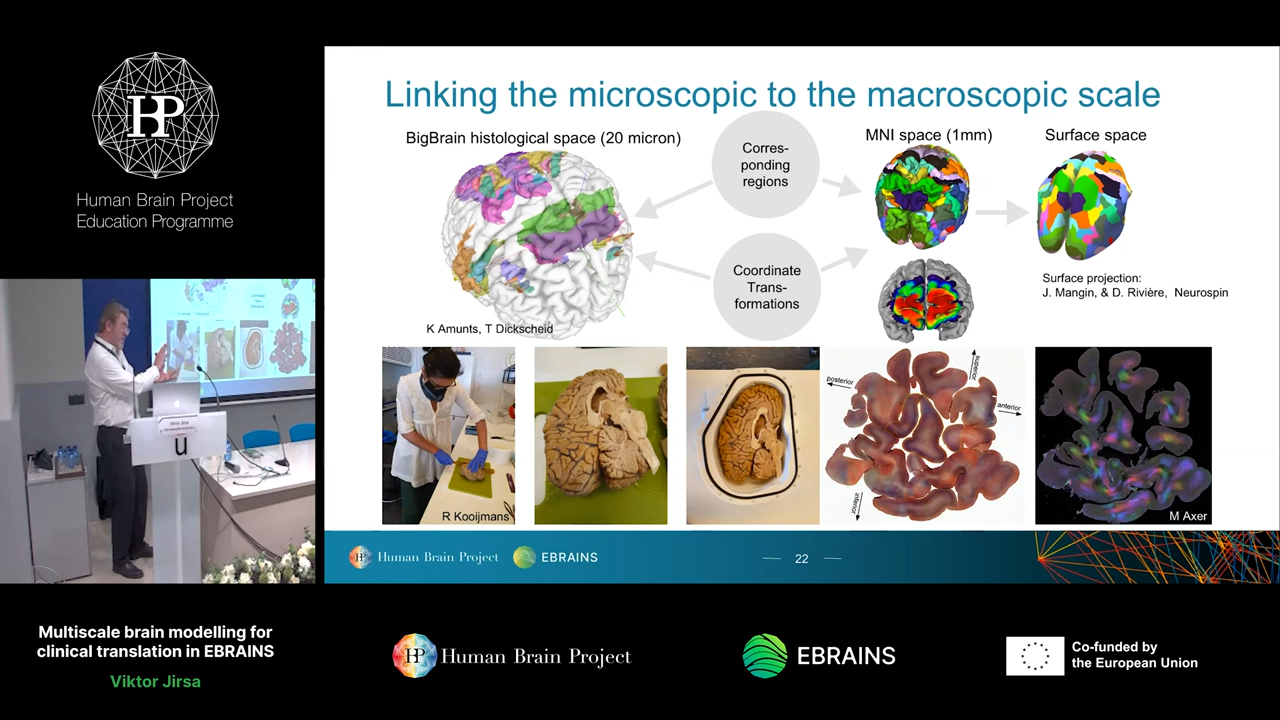 HP
Human Brain Project
Education Programme
Linking the microscopic to the macroscopic scale
BigBrain histological space (20 micron)
Corres-
ponding
regions
MNI space (1mm)
Surface space
Coordinate
Trans-
formations
K Amunts, T Dickscheid
Surface projection:
J. Mangin, & D. Rivière, Neurospin
R Kooijmans
posterior
superior
anterior
inferior
M Axer
u
HP Human Brain Project
EBRAINS
22
Multiscale brain modelling for
clinical translation in EBRAINS
Viktor Jirsa
HP Human Brain Project
EBRAINS
Co-funded by
the European Union